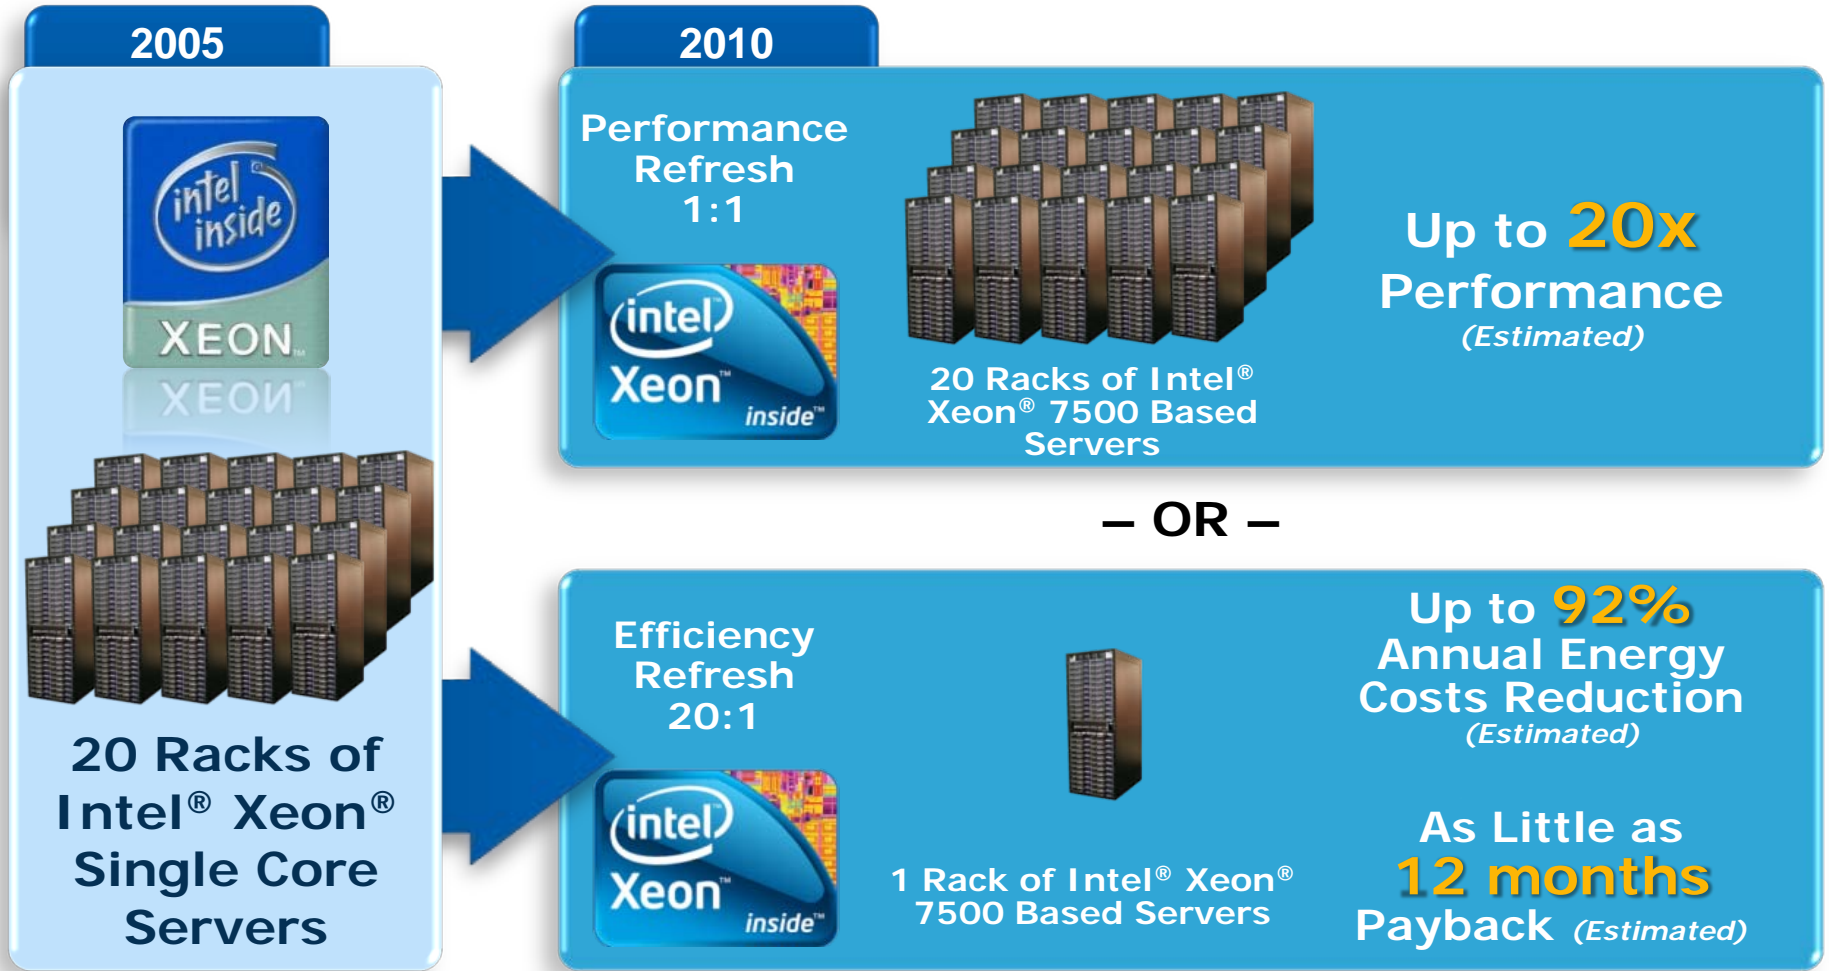 2005
intel
inside
XEON™
20 Racks of
Intel® Xeon®
Single Core
Servers
2010
Performance
Refresh
1:1
intel
Xeon™
inside™
20 Racks of Intel®
Xeon® 7500 Based
Servers
Up to 20x
Performance
(Estimated)
– OR –
Efficiency
Refresh
20:1
intel
Xeon™
inside™
1 Rack of Intel® Xeon®
7500 Based Servers
Up to 92%
Annual Energy
Costs Reduction
(Estimated)
As Little as
12 months
Payback (Estimated)